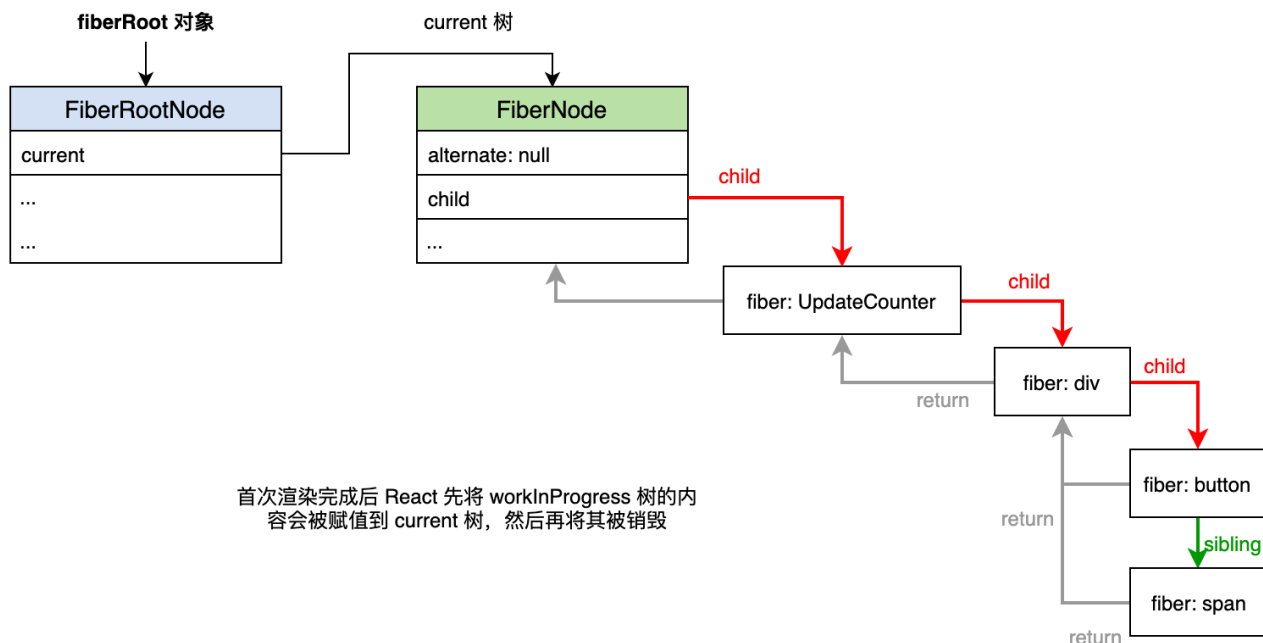 fiberRoot 对象
current 树
FiberRootNode
current
...
...
FiberNode
alternate: null
child
...
child
fiber: UpdateCounter
child
fiber: div
child
return
fiber: button
return
sibling
fiber: span
return
首次渲染完成后 React 先将 workInProgress 树的内
容会被赋值到 current 树，然后再将其被销毁